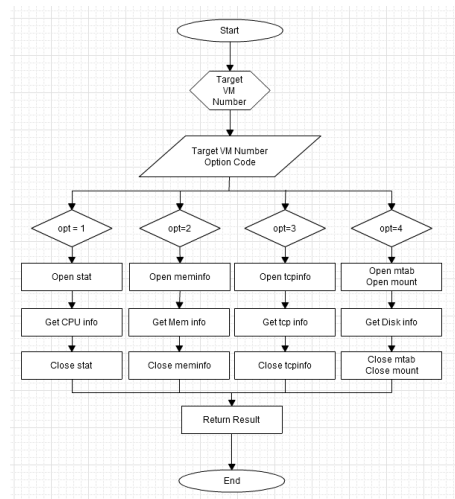 Start
Target
VM
Number
Target VM Number
Option Code
opt = 1
opt=2
opt=3
opt=4
Open stat
Open meminfo
Open tcpinfo
Open mtab
Open mount
Get CPU info
Get Mem info
Get tcp info
Get Disk info
Close stat
Close meminfo
Close tcpinfo
Close mtab
Close mount
Return Result
End